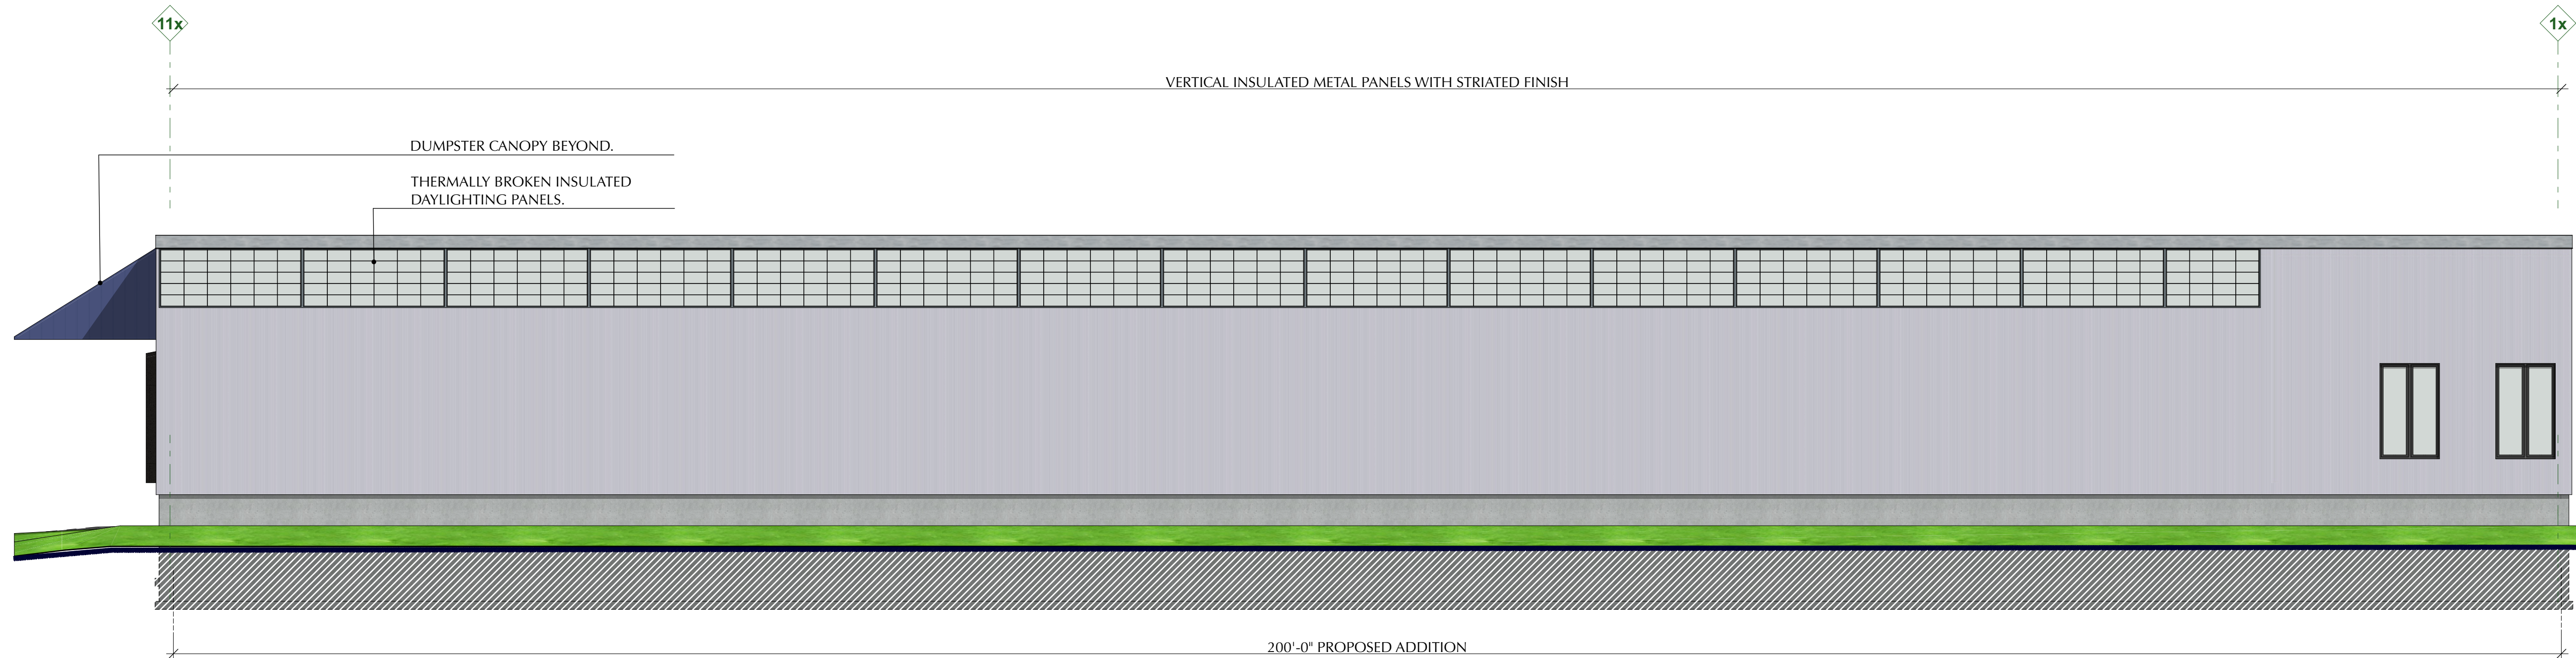 11x
1x
VERTICAL INSULATED METAL PANELS WITH STRIATED FINISH
DUMPSTER CANOPY BEYOND.
THERMALLY BROKEN INSULATED
DAYLIGHTING PANELS.
200'-0" PROPOSED ADDITION